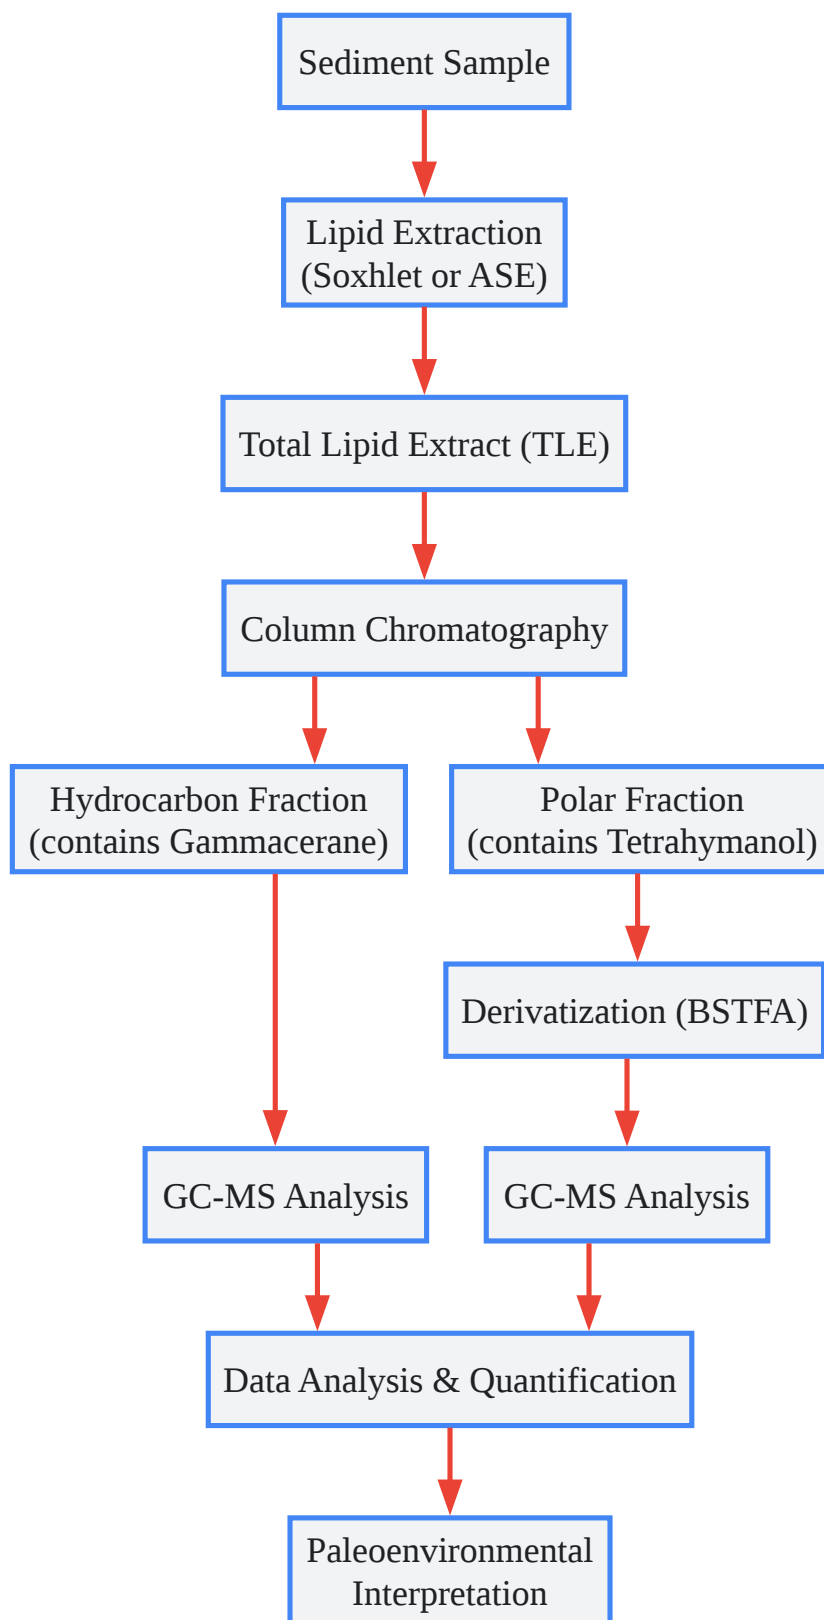 Sediment Sample
Lipid Extraction
(Soxhlet or ASE)
Total Lipid Extract (TLE)
Column Chromatography
Hydrocarbon Fraction
(contains Gammacerane)
Polar Fraction
(contains Tetrahymanol)
Derivatization (BSTFA)
GC-MS Analysis
GC-MS Analysis
Data Analysis & Quantification
Paleoenvironmental
Interpretation